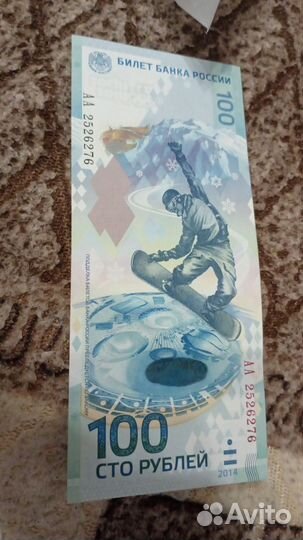 БИЛЕТ БАНКА РОССИИ
100
АА 2526276
АА 2526276
100
СТО РУБЛЕЙ
2014
Avito